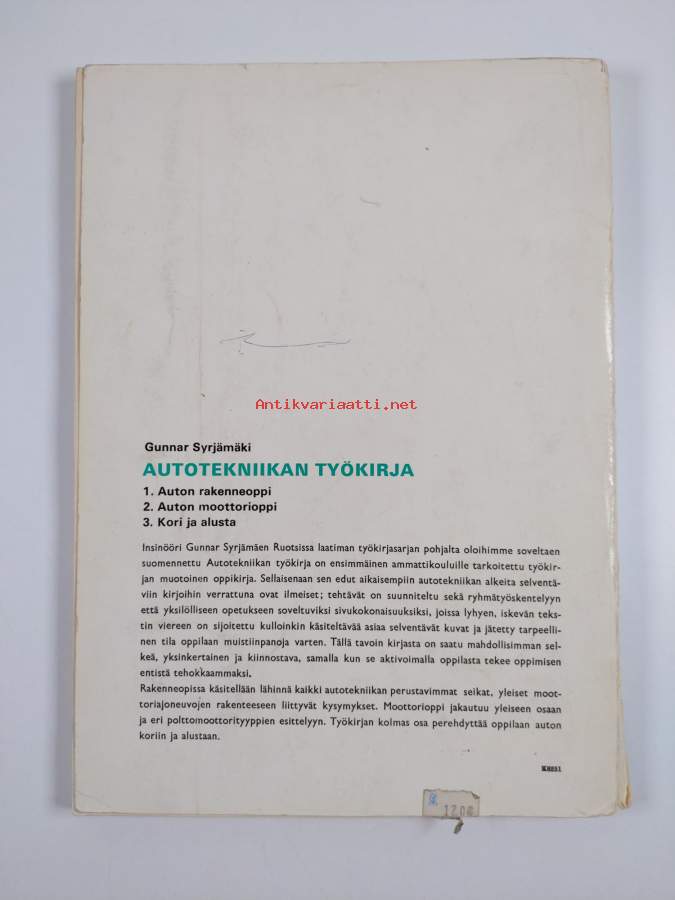 Antikvariaatti.net
Gunnar Syrjämäki
AUTOTEKNIIKAN TYÖKIRJA
1. Auton rakenneoppi
2. Auton moottorioppi
3. Kori ja alusta
Insinööri Gunnar Syrjämäen Ruotsissa laatiman työkirjasarjan pohjalta oloihimme soveltaen
suomennettu Autotekniikan työkirja on ensimmäinen ammattikouluille tarkoitettu työkir-
jan muotoinen oppikirja. Sellaisenaan sen edut aikaisempiin autotekniikan alkeita selventä-
viin kirjoihin verrattuna ovat ilmeiset; tehtävät on suunniteltu sekä ryhmätyöskentelyyn
että yksilölliseen opetukseen soveltuviksi sivukokonaisuuksiksi, joissa lyhyen, iskevän teks-
tin viereen on sijoitettu kulloinkin käsiteltävää asiaa selventävät kuvat ja jätetty tarpeelli-
nen tila oppilaan muistiinpanoja varten. Tällä tavoin kirjasta on saatu mahdollisimman sel-
keä, yksinkertainen ja kiinnostava, samalla kun se aktivoimalla oppilasta tekee oppimisen
entistä tehokkaammaksi.
Rakenneopissa käsitellään lähinnä kaikki autotekniikan perustavimmat seikat, yleiset moot-
toriajoneuvojen rakenteeseen liittyvät kysymykset. Moottorioppi jakautuu yleiseen osaan
ja eri polttomoottorityyppien esittelyyn. Työkirjan kolmas osa perehdyttää oppilaan auton
koriin ja alustaan.